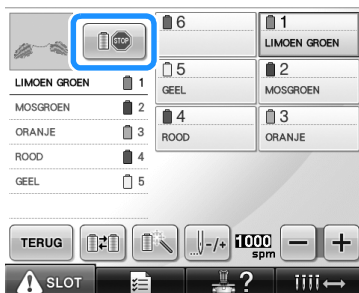 STOP
LIMOEN GROEN 1
MOSGROEN 2
ORANJE 3
ROOD 4
GEEL 5
6
1
LIMOEN GROEN
5
GEEL
2
MOSGROEN
4
ROOD
3
ORANJE
TERUG
-/+
1000
spm
− +
SLOT
?